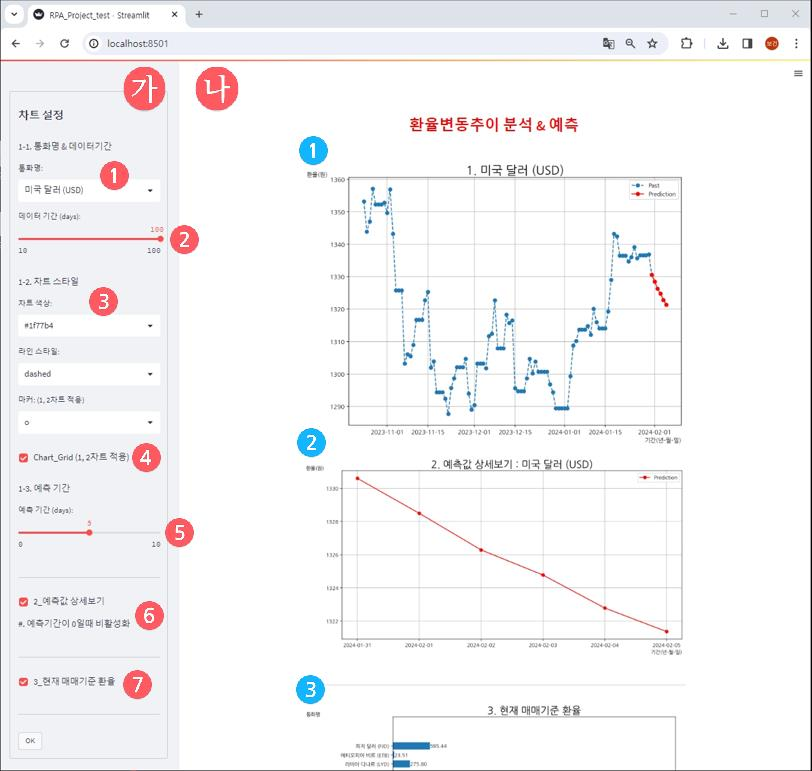 RPA_Project_test · Streamlit
localhost:8501
보건
가
나
차트 설정
1-1. 통화명 & 데이터기간
통화명:
1
미국 달러 (USD)
데이터 기간 (days):
100
2
10
100
1-2. 차트 스타일
차트 색상:
3
#1f77b4
라인 스타일:
dashed
마커: (1, 2차트 적용)
o
Chart_Grid (1, 2차트 적용)
4
1-3. 예측 기간
예측 기간 (days):
5
5
0
10
2_예측값 상세보기
#. 예측기간이 0일때 비활성화
6
3_현재 매매기준 환율
7
OK
환율변동추이 분석 & 예측
1
1. 미국 달러 (USD)
환율(원)
Past
Prediction
1360
1350
1340
1330
1320
1310
1300
1290
2023-11-01
2023-11-15
2023-12-01
2023-12-15
2024-01-01
2024-01-15
2024-02-01
기간(년-월-일)
2
2. 예측값 상세보기 : 미국 달러 (USD)
환율(원)
Prediction
1330
1328
1326
1324
1322
2024-01-31
2024-02-01
2024-02-02
2024-02-03
2024-02-04
2024-02-05
기간(년-월-일)
3
3. 현재 매매기준 환율
통화명
피지 달러 (FJD)
585.44
에티오피아 비르 (ETB)
23.51
리비아 디나르 (LYD)
275.80